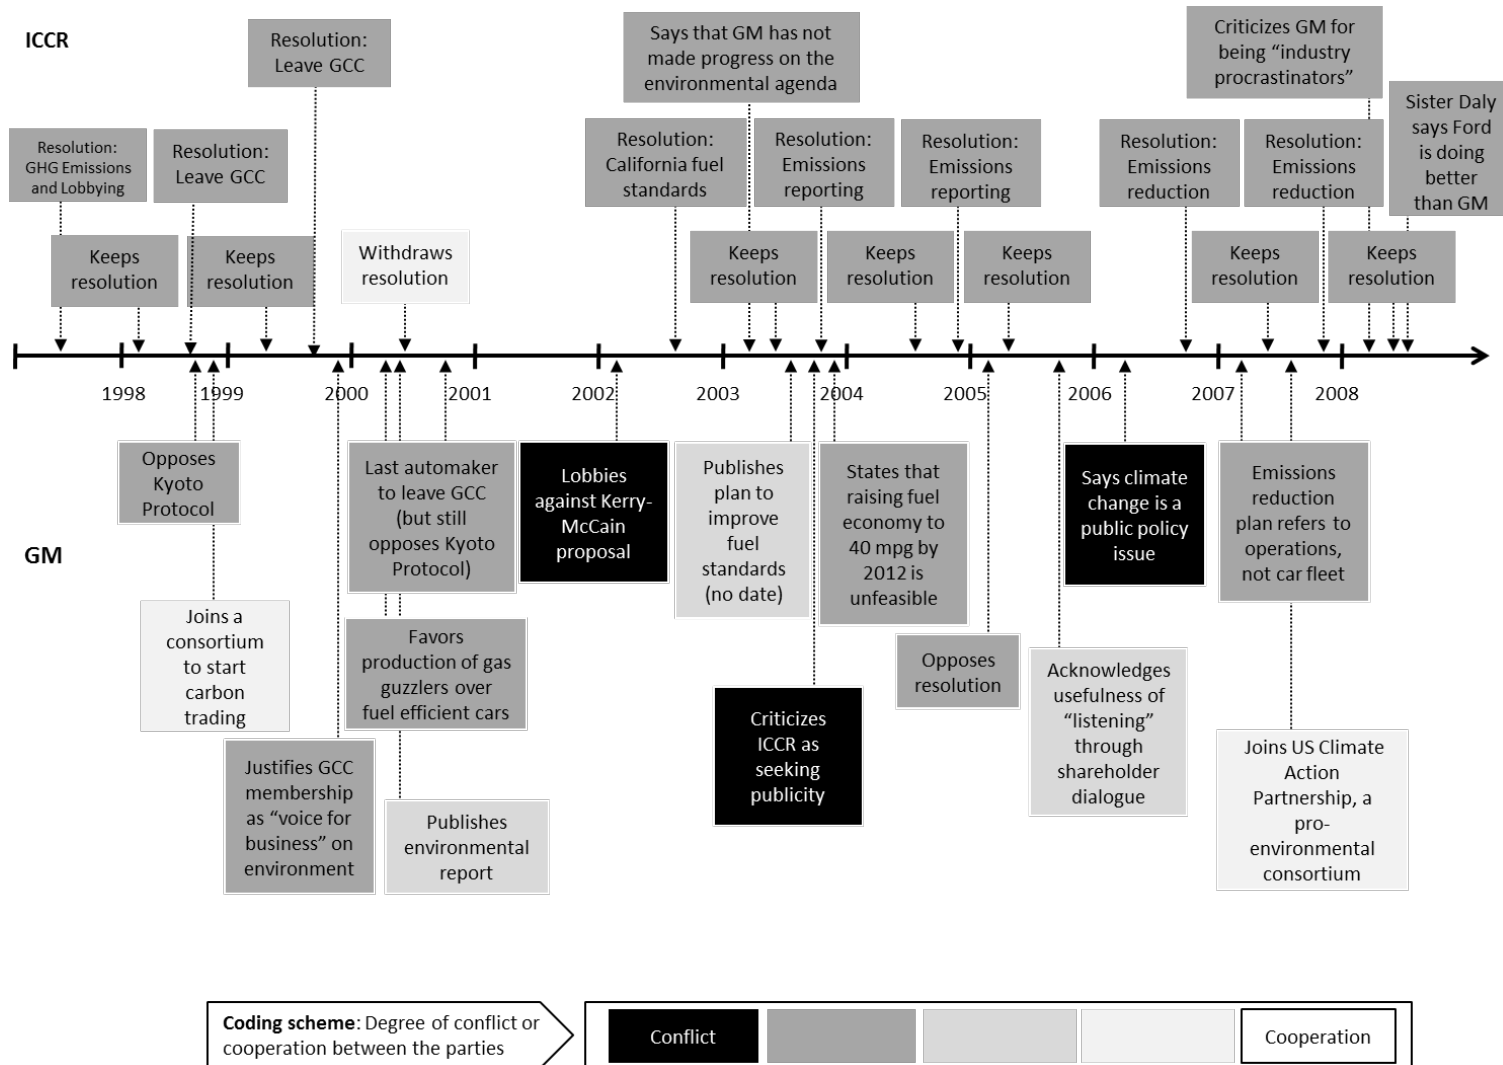 ICCR
Resolution:
GHG Emissions
and Lobbying
Resolution:
Leave GCC
Resolution:
Leave GCC
Says that GM has not
made progress on the
environmental agenda
Resolution:
California fuel
standards
Resolution:
Emissions
reporting
Resolution:
Emissions
reporting
Resolution:
Emissions
reduction
Resolution:
Emissions
reduction
Criticizes GM for
being “industry
procrastinators”
Sister Daly
says Ford
is doing
better
than GM
Keeps
resolution
Keeps
resolution
Withdraws
resolution
Keeps
resolution
Keeps
resolution
Keeps
resolution
Keeps
resolution
Keeps
resolution
1998
1999
2000
2001
2002
2003
2004
2005
2006
2007
2008
GM
Opposes
Kyoto
Protocol
Joins a
consortium
to start
carbon
trading
Justifies GCC
membership
as “voice for
business” on
environment
Last automaker
to leave GCC
(but still
opposes Kyoto
Protocol)
Favors
production of gas
guzzlers over
fuel efficient cars
Publishes
environmental
report
Lobbies
against Kerry-
McCain
proposal
Publishes
plan to
improve
fuel
standards
(no date)
Criticizes
ICCR as
seeking
publicity
States that
raising fuel
economy to
40 mpg by
2012 is
unfeasible
Opposes
resolution
Acknowledges
usefulness of
“listening”
through
shareholder
dialogue
Says climate
change is a
public policy
issue
Emissions
reduction
plan refers to
operations,
not car fleet
Joins US Climate
Action
Partnership, a
pro-
environmental
consortium
Coding scheme: Degree of conflict or
cooperation between the parties
Conflict
Cooperation